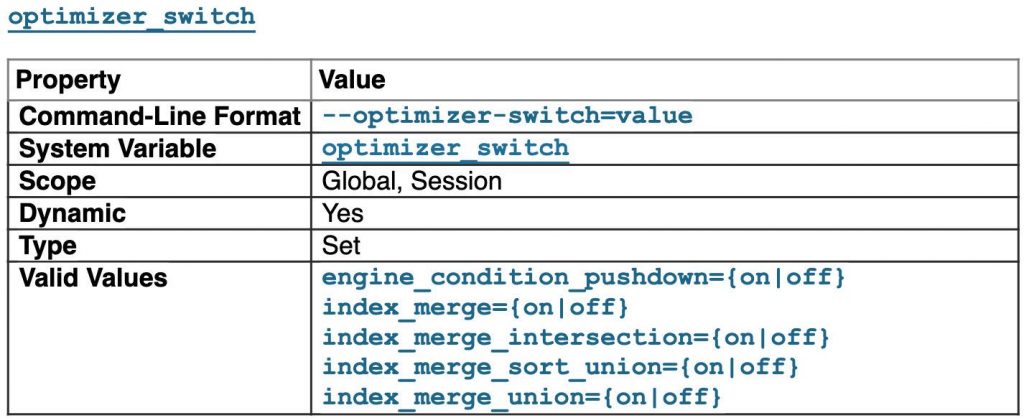 optimizer_switch
Property Value
Command-Line Format --optimizer-switch=value
System Variable optimizer_switch
Scope Global, Session
Dynamic Yes
Type Set
Valid Values engine_condition_pushdown={on|off}
index_merge={on|off}
index_merge_intersection={on|off}
index_merge_sort_union={on|off}
index_merge_union={on|off}